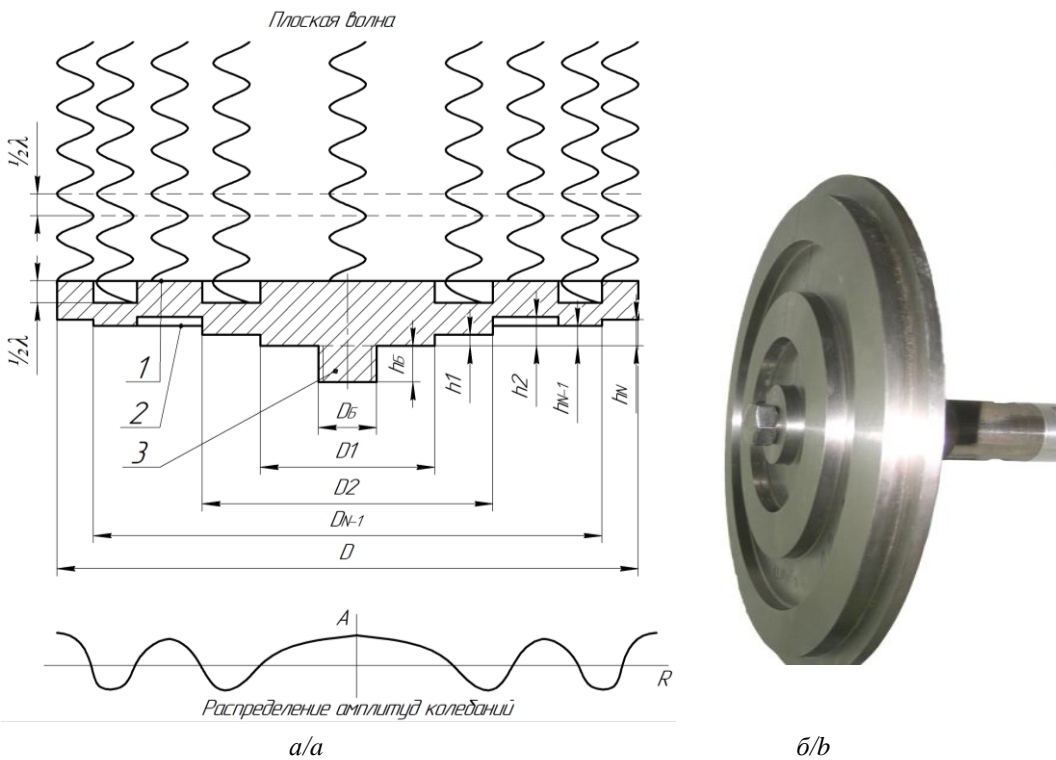 Плоская волна
½λ
½λ
1
2
3
hБ
h1
h2
hN-1
hN
DБ
D1
D2
DN-1
D
A
R
Распределение амплитуд колебаний
а/a
б/b